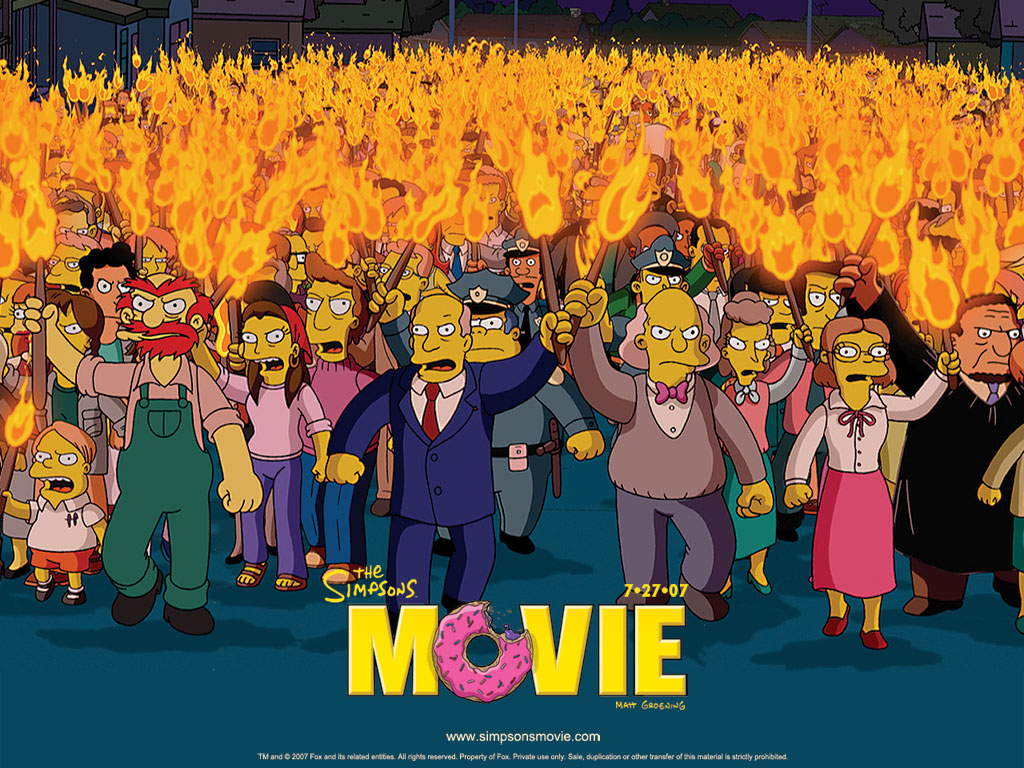 THE
SIMPSONS
7•27•07
MOVIE
MATT GROENING
www.simpsonsmovie.com
TM and © 2007 Fox and its related entities. All rights reserved. Property of Fox. Private use only. Sale, duplication or other transfer of this material is strictly prohibited.